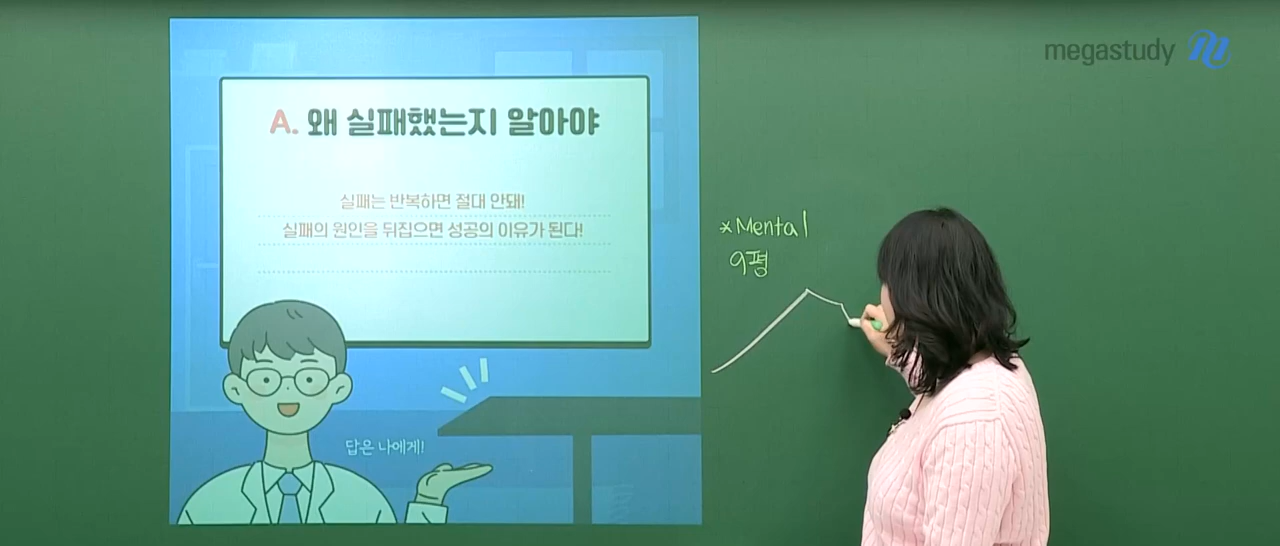 megastudy
A. 왜 실패했는지 알아야
실패는 반복하면 절대 안돼!
실패의 원인을 뒤집으면 성공의 이유가 된다!
답은 나에게!
*Mental
9평